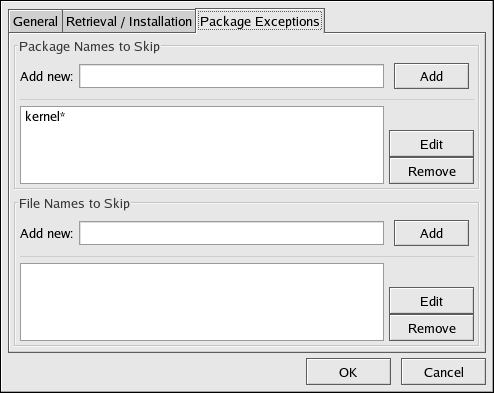 General Retrieval / Installation Package Exceptions
Package Names to Skip
Add new: Add
kernel*
Edit
Remove
File Names to Skip
Add new: Add
Edit
Remove
OK Cancel